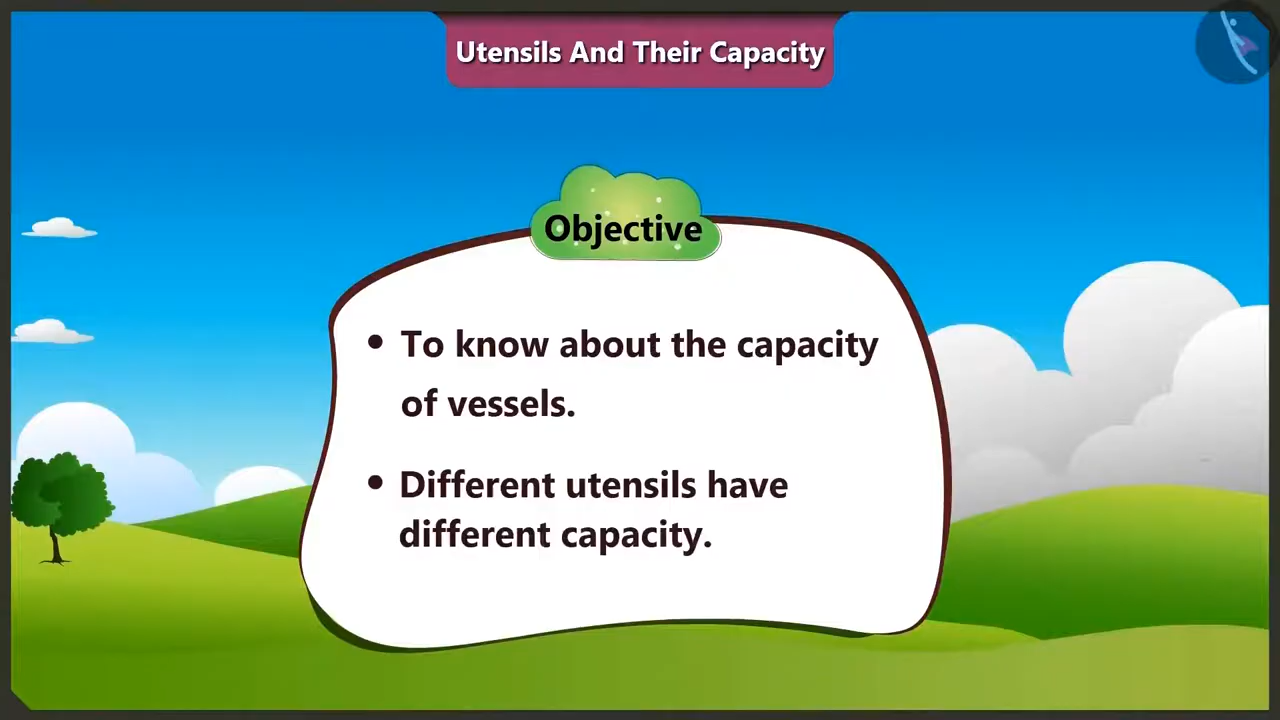 Utensils And Their Capacity
Objective
• To know about the capacity
of vessels.
• Different utensils have
different capacity.